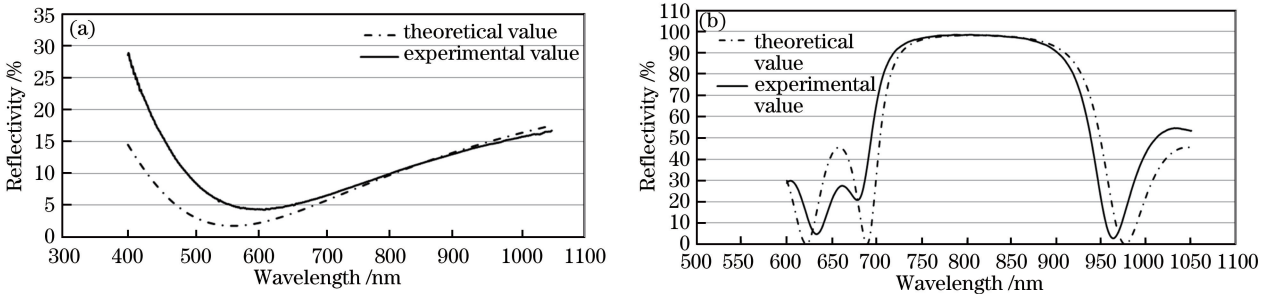 (a)
theoretical value
experimental value
Reflectivity /%
35
30
25
20
15
10
5
0
300 400 500 600 700 800 900 1000 1100
Wavelength /nm
(b)
theoretical
value
experimental
value
Reflectivity /%
110
100
90
80
70
60
50
40
30
20
10
0
500 550 600 650 700 750 800 850 900 950 1000 1050 1100
Wavelength /nm